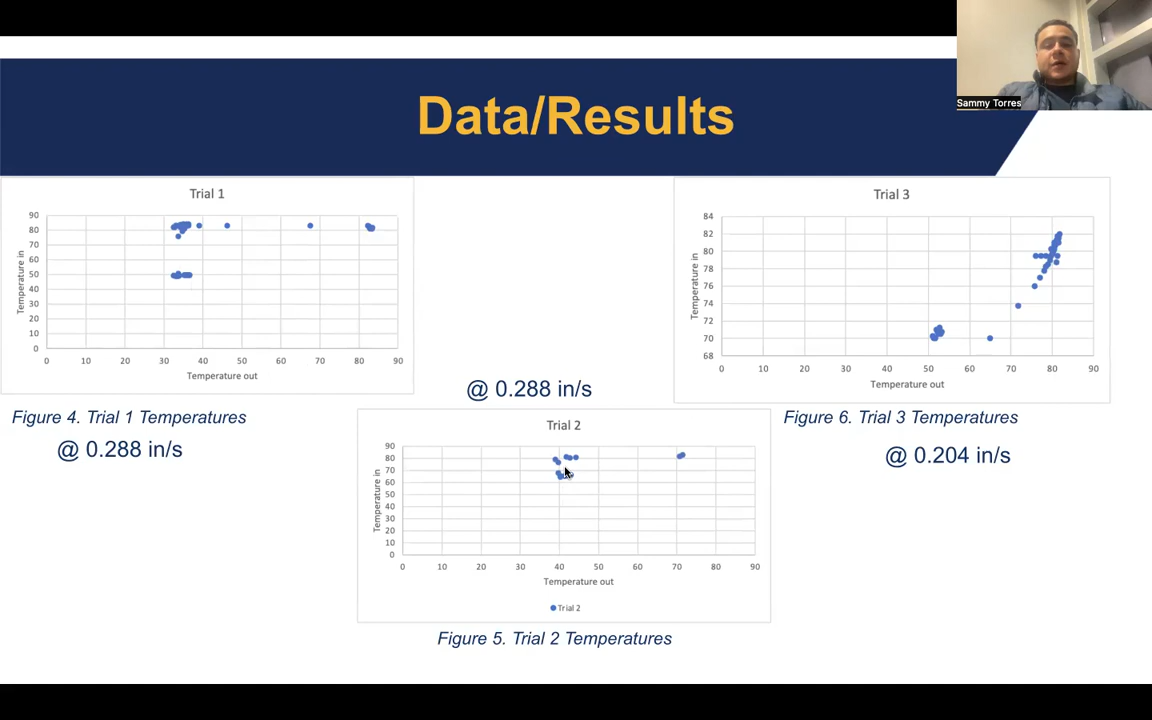 Sammy Torres
Data/Results
Trial 1
90
80
70
60
50
40
30
20
10
0
Temperature in
0 10 20 30 40 50 60 70 80 90
Temperature out
Figure 4. Trial 1 Temperatures
@ 0.288 in/s
@ 0.288 in/s
Trial 2
90
80
70
60
50
40
30
20
10
0
Temperature in
0 10 20 30 40 50 60 70 80 90
Temperature out
Trial 2
Figure 5. Trial 2 Temperatures
Trial 3
84
82
80
78
76
74
72
70
68
Temperature in
0 10 20 30 40 50 60 70 80 90
Temperature out
Figure 6. Trial 3 Temperatures
@ 0.204 in/s